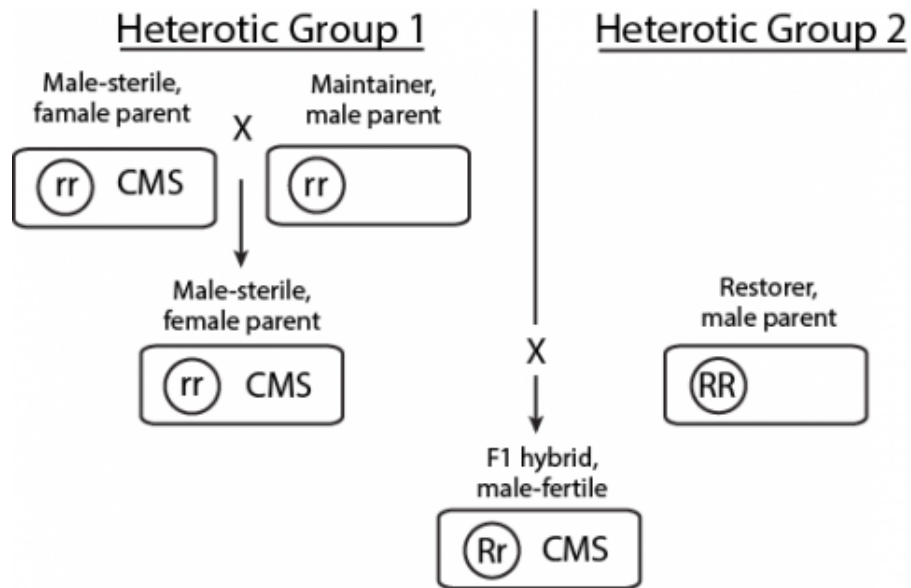 Heterotic Group 1
Heterotic Group 2
Male-sterile,
famale parent
X
Maintainer,
male parent
rr CMS
rr
Male-sterile,
female parent
rr CMS
Restorer,
male parent
X
RR
F1 hybrid,
male-fertile
Rr CMS